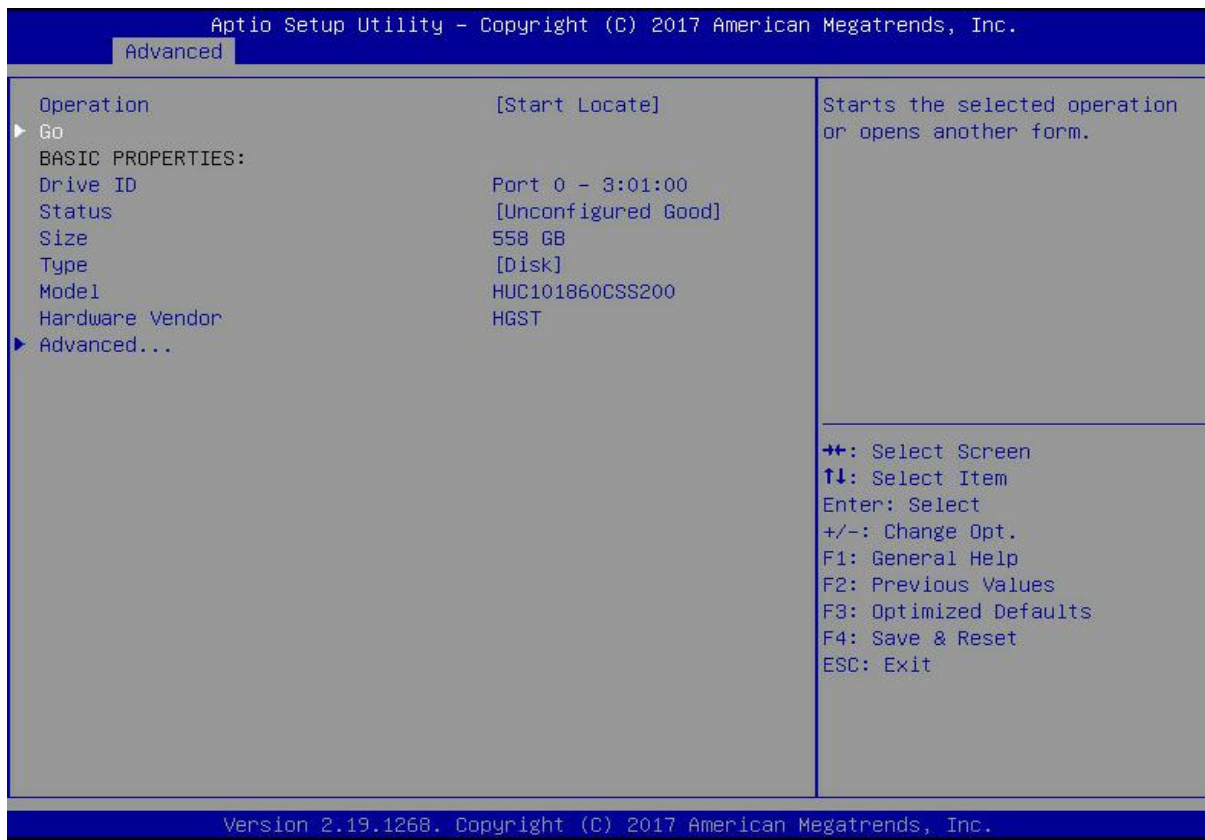 Aptio Setup Utility – Copyright (C) 2017 American Megatrends, Inc.
Advanced
Operation [Start Locate]
▶ Go
BASIC PROPERTIES:
Drive ID Port 0 - 3:01:00
Status [Unconfigured Good]
Size 558 GB
Type [Disk]
Model HUC101860CSS200
Hardware Vendor HGST
▶ Advanced...
Starts the selected operation
or opens another form.
→←: Select Screen
↑↓: Select Item
Enter: Select
+/-: Change Opt.
F1: General Help
F2: Previous Values
F3: Optimized Defaults
F4: Save & Reset
ESC: Exit
Version 2.19.1268. Copyright (C) 2017 American Megatrends, Inc.